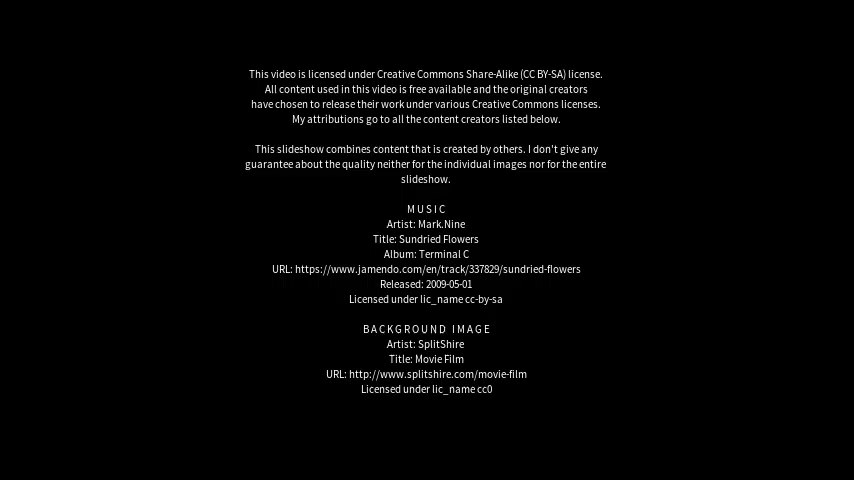 This video is licensed under Creative Commons Share-Alike (CC BY-SA) license.
All content used in this video is free available and the original creators
have chosen to release their work under various Creative Commons licenses.
My attributions go to all the content creators listed below.
This slideshow combines content that is created by others. I don't give any
guarantee about the quality neither for the individual images nor for the entire
slideshow.
MUSIC
Artist: Mark.Nine
Title: Sundried Flowers
Album: Terminal C
URL: https://www.jamendo.com/en/track/337829/sundried-flowers
Released: 2009-05-01
Licensed under lic_name cc-by-sa
BACKGROUND IMAGE
Artist: SplitShire
Title: Movie Film
URL: http://www.splitshire.com/movie-film
Licensed under lic_name cc0